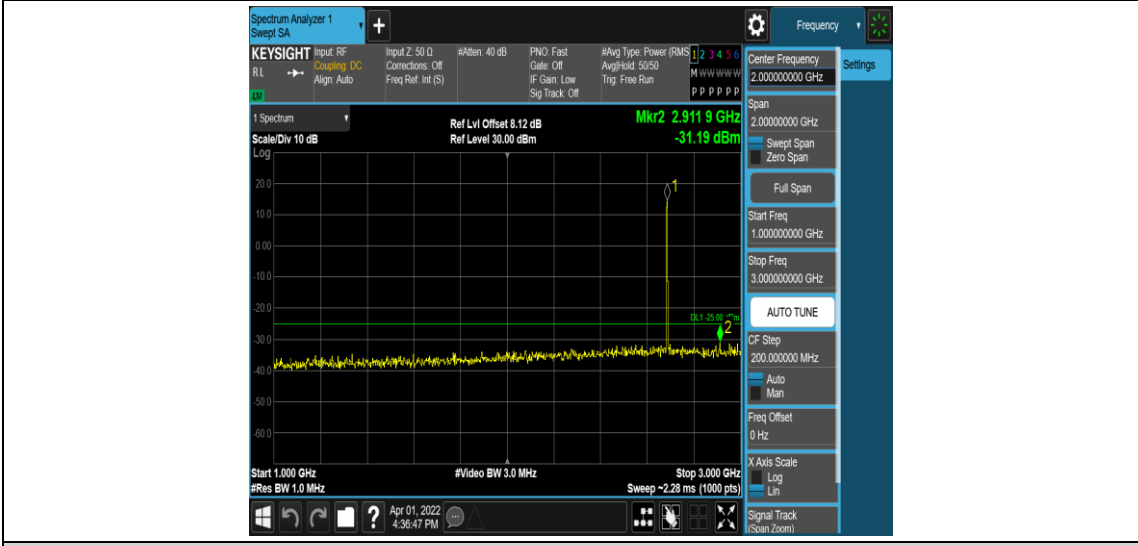 Spectrum Analyzer 1
Swept SA
+
Frequency
KEYSIGHT
RL
Input: RF
Coupling: DC
Align: Auto
Input Z: 50 Ω
Corrections: Off
Freq Ref: Int (S)
#Atten: 40 dB
PNO: Fast
Gate: Off
IF Gain: Low
Sig Track: Off
#Avg Type: Power (RMS
Avg|Hold: 50/50
Trig: Free Run
1 2 3 4 5 6
M W W W W W
P P P P P P
1 Spectrum
Scale/Div 10 dB
Log
Ref Lvl Offset 8.12 dB
Ref Level 30.00 dBm
Mkr2 2.911 9 GHz
-31.19 dBm
20.0
10.0
0.00
-10.0
-20.0
-30.0
-40.0
-50.0
-60.0
1
DL1 -25.00
2
Start 1.000 GHz
#Res BW 1.0 MHz
#Video BW 3.0 MHz
Stop 3.000 GHz
Sweep ~2.28 ms (1000 pts)
?
Apr 01, 2022
4:36:47 PM
Center Frequency
2.000000000 GHz
Settings
Span
2.00000000 GHz
Swept Span
Zero Span
Full Span
Start Freq
1.000000000 GHz
Stop Freq
3.000000000 GHz
AUTO TUNE
CF Step
200.000000 MHz
Auto
Man
Freq Offset
0 Hz
X Axis Scale
Log
Lin
Signal Track
(Span Zoom)